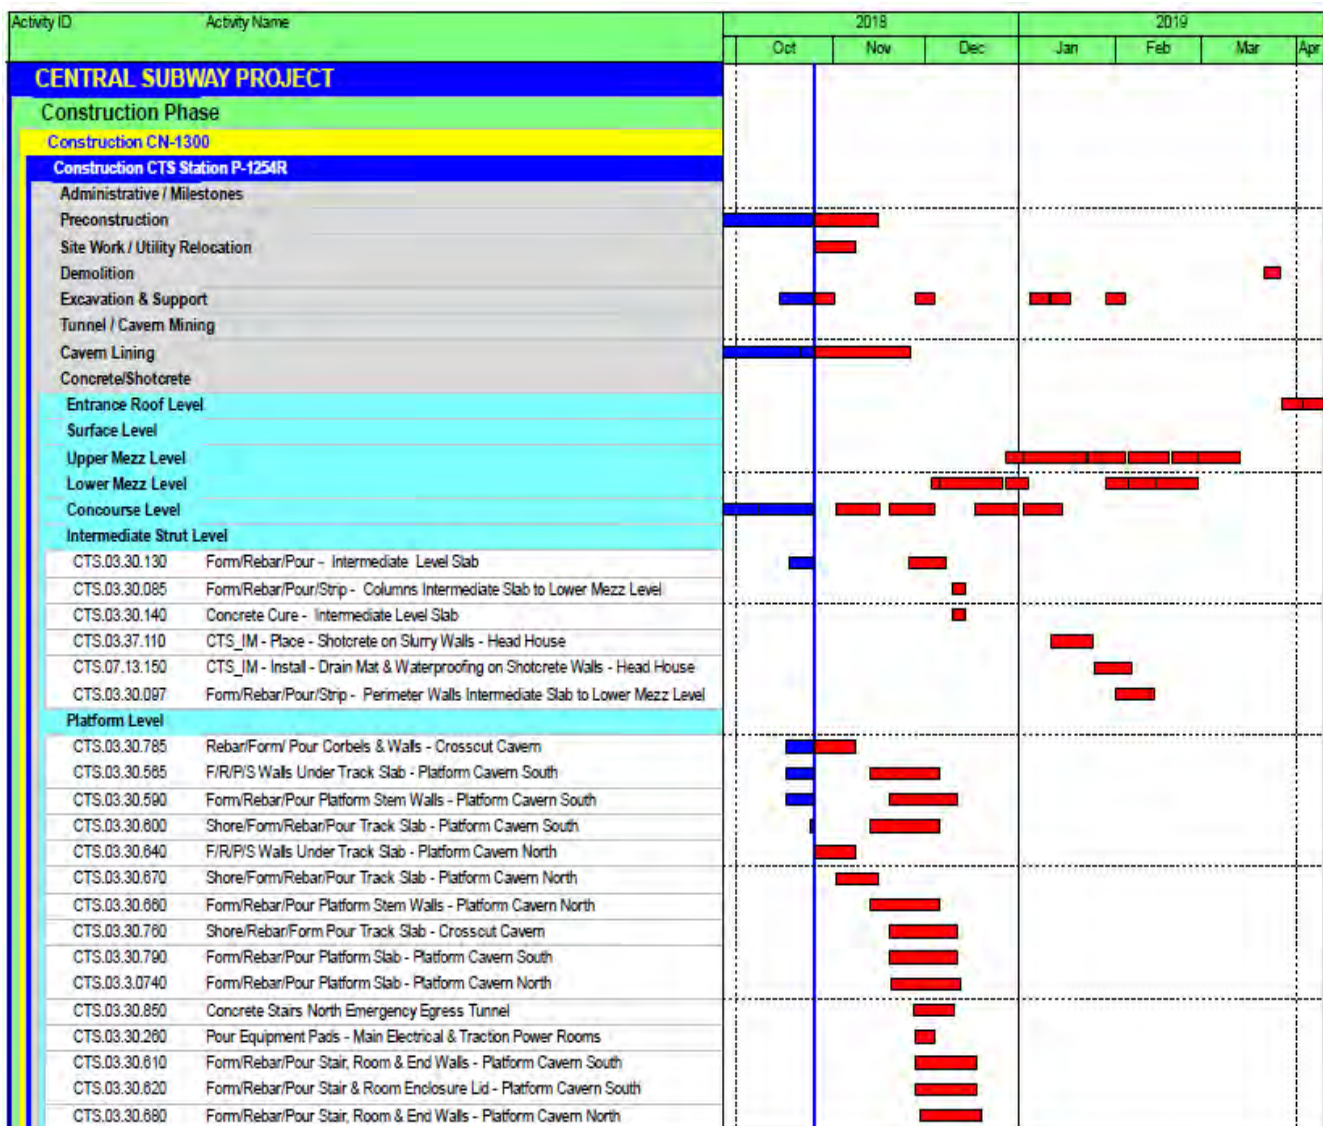 Activity ID Activity Name 2018 2019
Oct Nov Dec Jan Feb Mar Apr
CENTRAL SUBWAY PROJECT
Construction Phase
Construction CN-1300
Construction CTS Station P-1254R
Administrative / Milestones
Preconstruction
Site Work / Utility Relocation
Demolition
Excavation & Support
Tunnel / Cavern Mining
Cavern Lining
Concrete/Shotcrete
Entrance Roof Level
Surface Level
Upper Mezz Level
Lower Mezz Level
Concourse Level
Intermediate Strut Level
CTS.03.30.130 Form/Rebar/Pour - Intermediate Level Slab
CTS.03.30.085 Form/Rebar/Pour/Strip - Columns Intermediate Slab to Lower Mezz Level
CTS.03.30.140 Concrete Cure - Intermediate Level Slab
CTS.03.37.110 CTS_IM - Place - Shotcrete on Slurry Walls - Head House
CTS.07.13.150 CTS_IM - Install - Drain Mat & Waterproofing on Shotcrete Walls - Head House
CTS.03.30.097 Form/Rebar/Pour/Strip - Perimeter Walls Intermediate Slab to Lower Mezz Level
Platform Level
CTS.03.30.785 Rebar/Form/ Pour Corbels & Walls - Crosscut Cavern
CTS.03.30.565 F/R/P/S Walls Under Track Slab - Platform Cavern South
CTS.03.30.590 Form/Rebar/Pour Platform Stem Walls - Platform Cavern South
CTS.03.30.600 Shore/Form/Rebar/Pour Track Slab - Platform Cavern South
CTS.03.30.640 F/R/P/S Walls Under Track Slab - Platform Cavern North
CTS.03.30.670 Shore/Form/Rebar/Pour Track Slab - Platform Cavern North
CTS.03.30.660 Form/Rebar/Pour Platform Stem Walls - Platform Cavern North
CTS.03.30.760 Shore/Rebar/Form Pour Track Slab - Crosscut Cavern
CTS.03.30.790 Form/Rebar/Pour Platform Slab - Platform Cavern South
CTS.03.3.0740 Form/Rebar/Pour Platform Slab - Platform Cavern North
CTS.03.30.850 Concrete Stairs North Emergency Egress Tunnel
CTS.03.30.260 Pour Equipment Pads - Main Electrical & Traction Power Rooms
CTS.03.30.610 Form/Rebar/Pour Stair, Room & End Walls - Platform Cavern South
CTS.03.30.620 Form/Rebar/Pour Stair & Room Enclosure Lid - Platform Cavern South
CTS.03.30.680 Form/Rebar/Pour Stair, Room & End Walls - Platform Cavern North